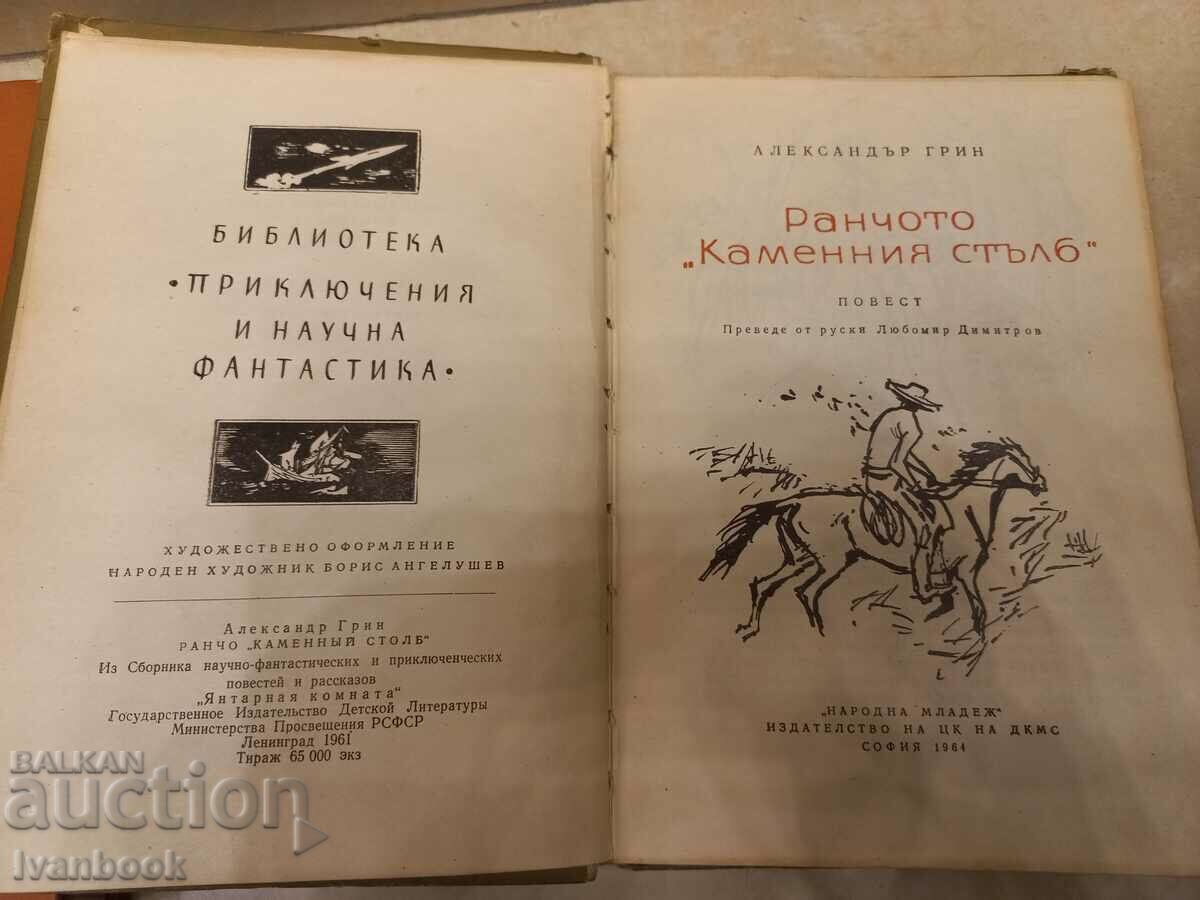 БИБЛИОТЕКА
•ПРИКЛЮЧЕНИЯ
И НАУЧНА
ФАНТАСТИКА•
ХУДОЖЕСТВЕНО ОФОРМЛЕНИЕ
НАРОДЕН ХУДОЖНИК БОРИС АНГЕЛУШЕВ
Александр Грин
РАНЧО „КАМЕННЫЙ СТОЛБ"
Из Сборника научно-фантастических и приключенческих
повестей и рассказов
„Янтарная комната"
Государственное Издательство Детской Литературы
Министерства Просвещения РСФСР
Ленинград 1961
Тираж 65 000 экз
АЛЕКСАНДЪР ГРИН
Ранчото
„Каменния стълб"
ПОВЕСТ
Преведе от руски Любомир Димитров
„НАРОДНА МЛАДЕЖ"
ИЗДАТЕЛСТВО НА ЦК НА ДКМС
СОФИЯ 1964
BALKAN
auction
Ivanbook